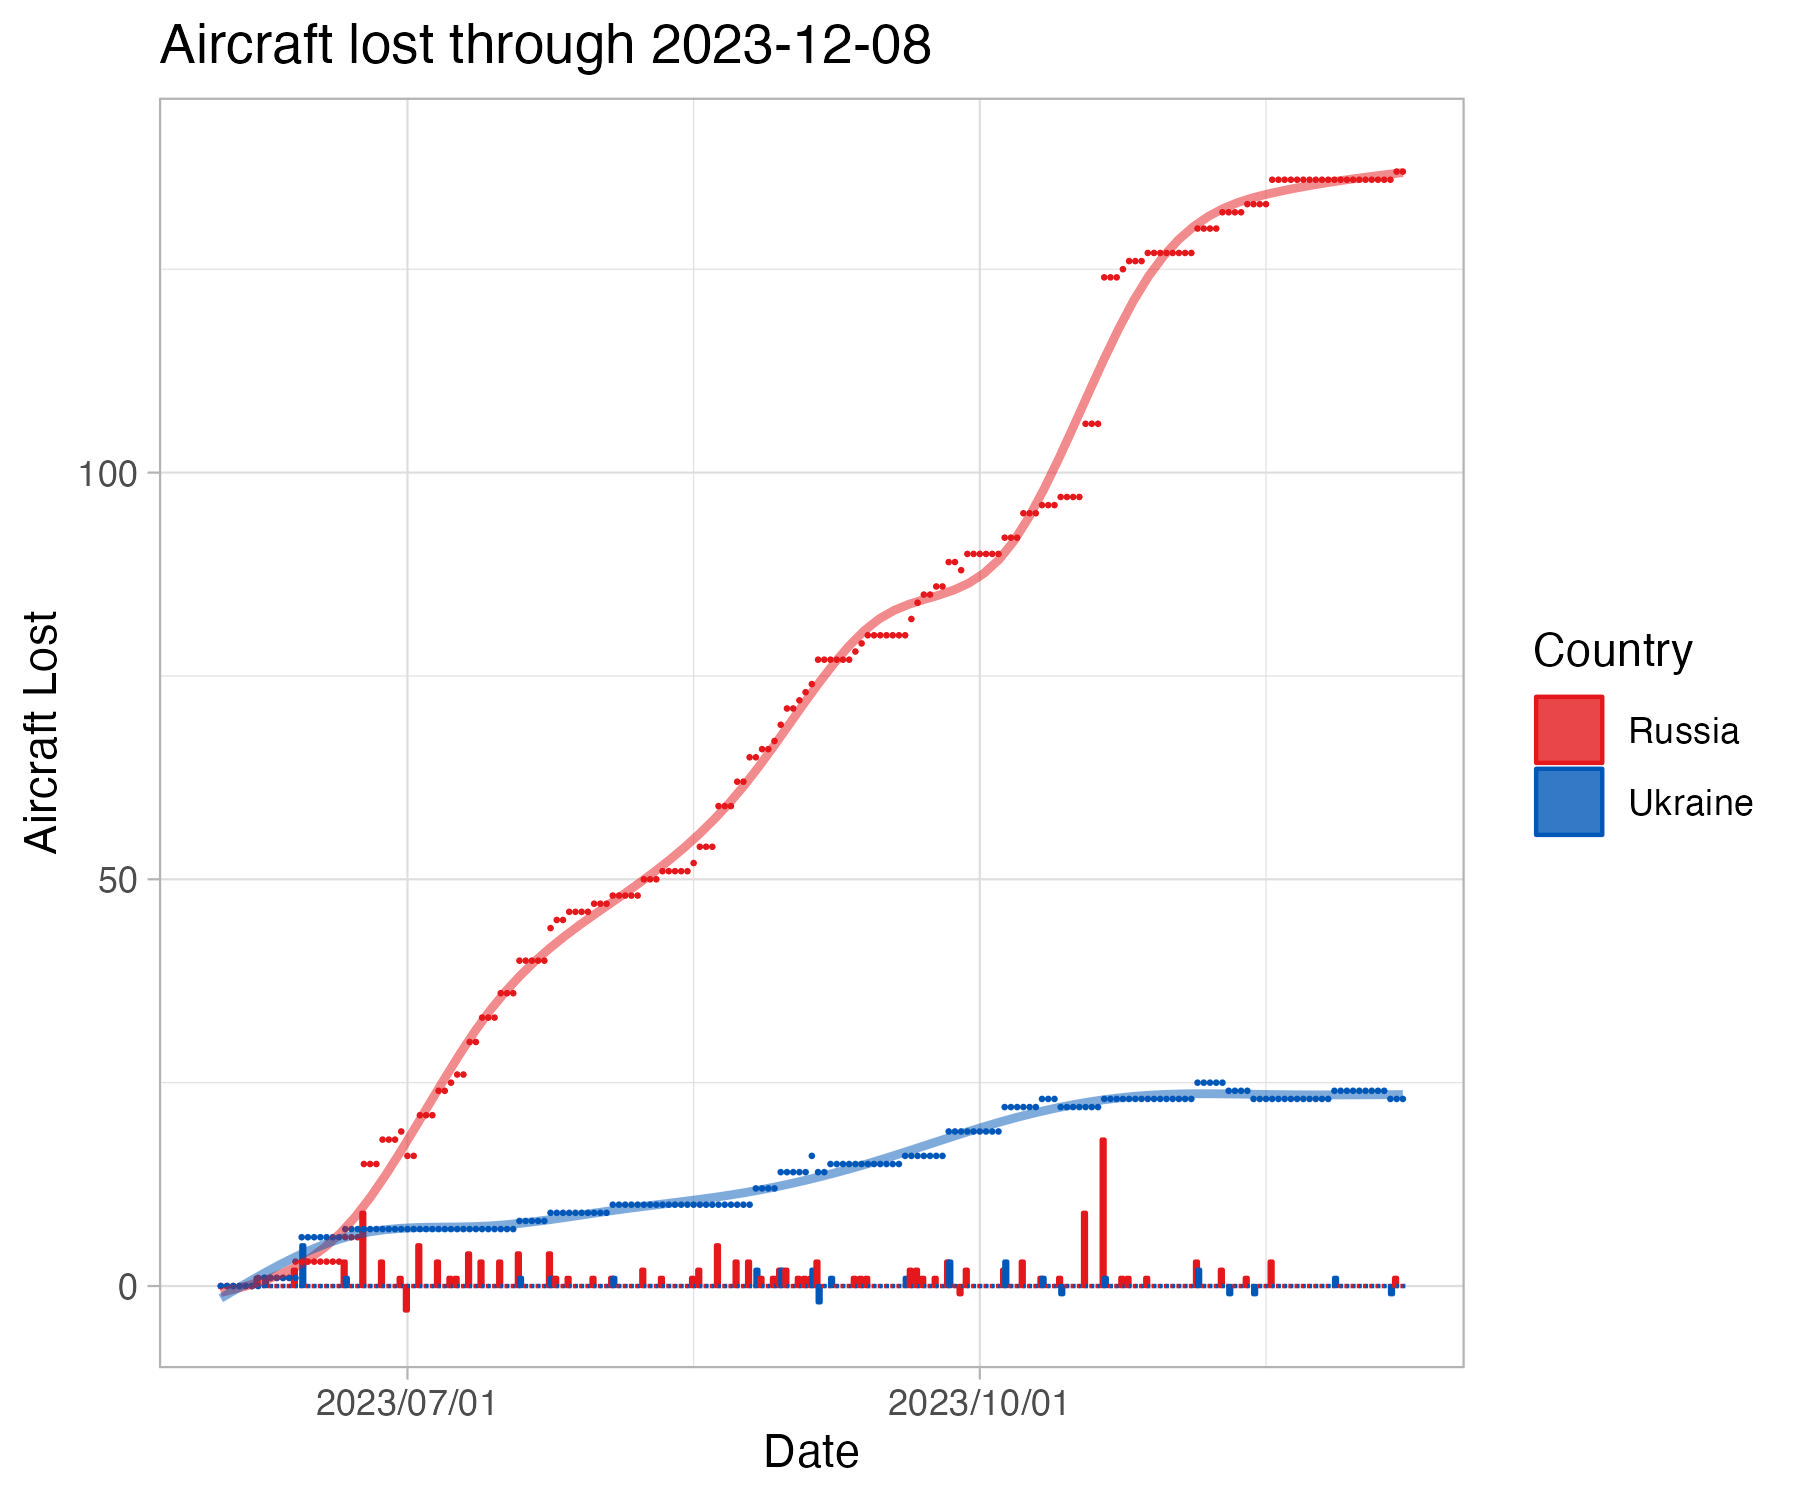 Aircraft lost through 2023-12-08
Aircraft Lost
100
50
0
2023/07/01
2023/10/01
Date
Country
Russia
Ukraine